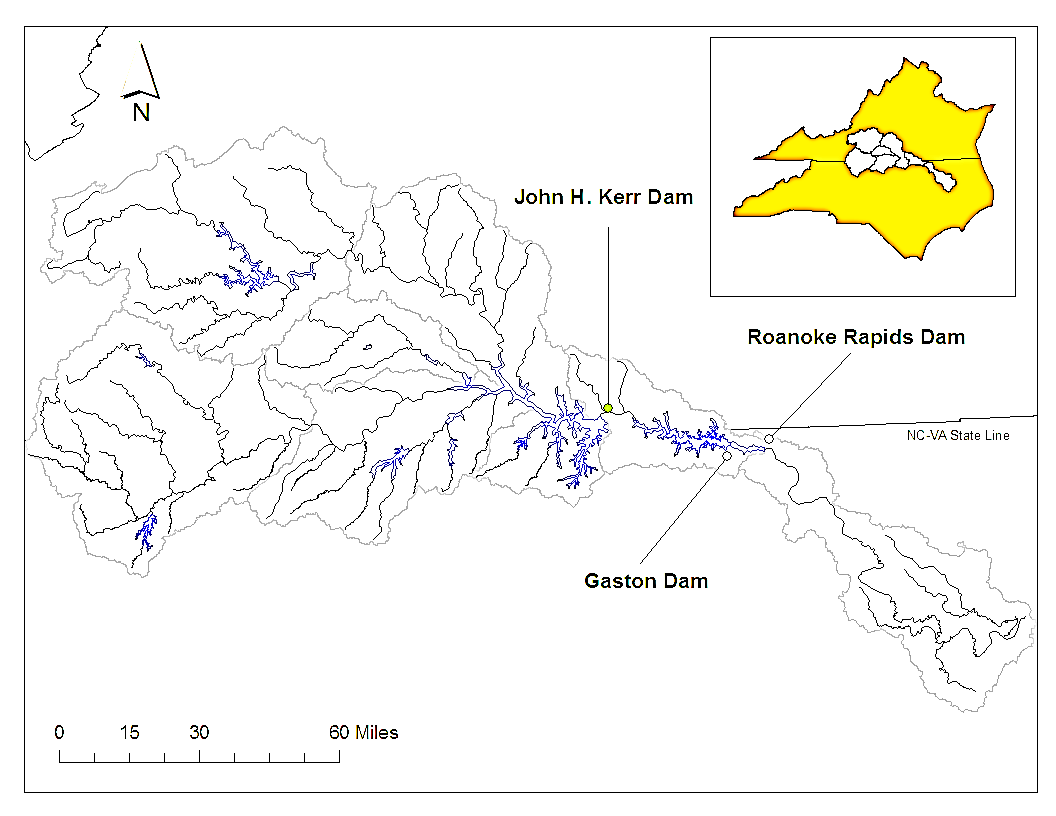 N
John H. Kerr Dam
Roanoke Rapids Dam
NC-VA State Line
Gaston Dam
0 15 30 60 Miles